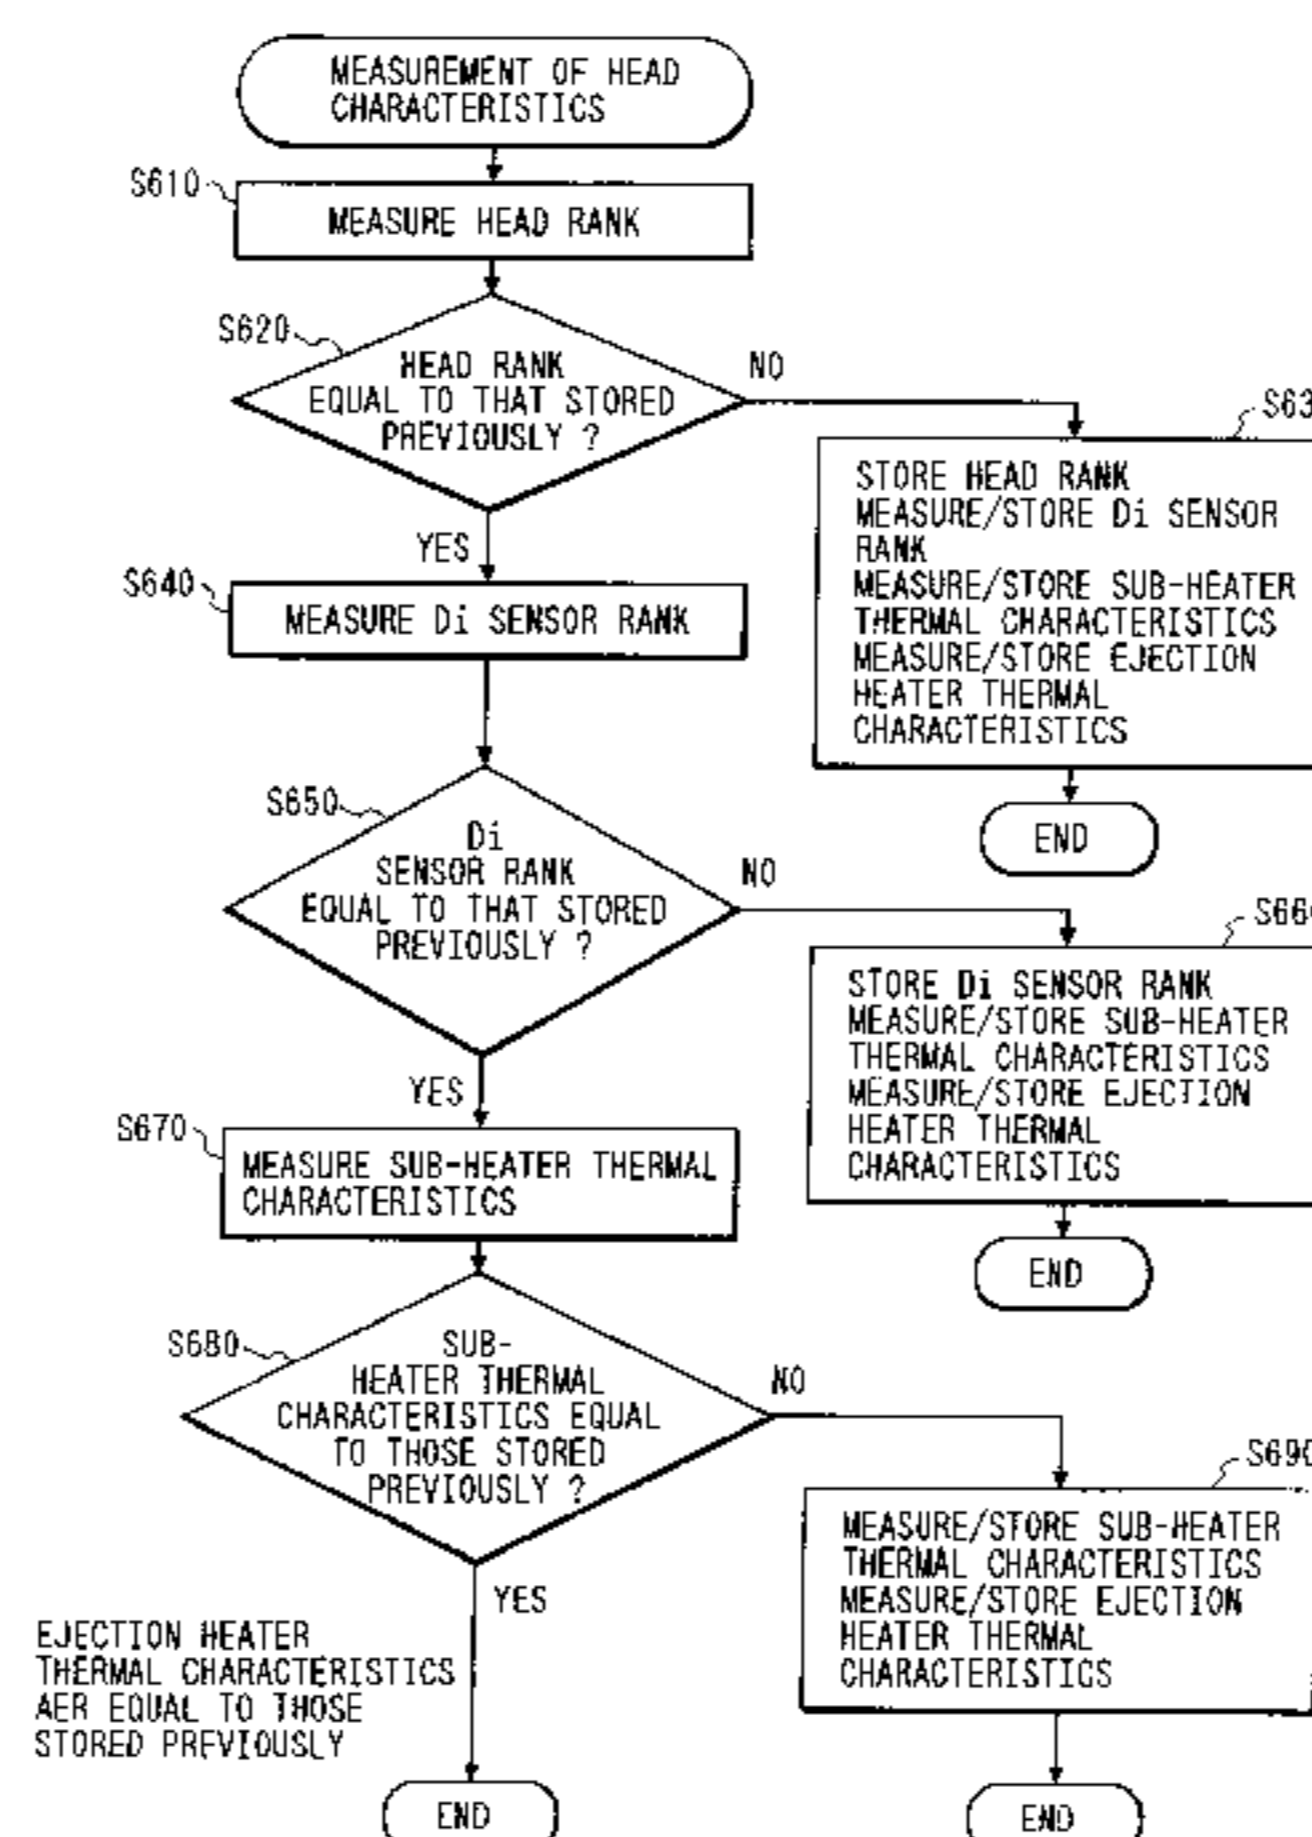 MEASUREMENT OF HEAD
CHARACTERISTICS
S610
MEASURE HEAD RANK
S620
HEAD RANK
EQUAL TO THAT STORED
PREVIOUSLY ?
NO
YES
S63
STORE HEAD RANK
MEASURE/STORE Di SENSOR
RANK
MEASURE/STORE SUB-HEATER
THERMAL CHARACTERISTICS
MEASURE/STORE EJECTION
HEATER THERMAL
CHARACTERISTICS
END
S640
MEASURE Di SENSOR RANK
S650
Di
SENSOR RANK
EQUAL TO THAT STORED
PREVIOUSLY ?
NO
YES
S66
STORE Di SENSOR RANK
MEASURE/STORE SUB-HEATER
THERMAL CHARACTERISTICS
MEASURE/STORE EJECTION
HEATER THERMAL
CHARACTERISTICS
END
S670
MEASURE SUB-HEATER THERMAL
CHARACTERISTICS
S680
SUB-
HEATER THERMAL
CHARACTERISTICS EQUAL
TO THOSE STORED
PREVIOUSLY ?
NO
YES
S690
MEASURE/STORE SUB-HEATER
THERMAL CHARACTERISTICS
MEASURE/STORE EJECTION
HEATER THERMAL
CHARACTERISTICS
END
EJECTION HEATER
THERMAL CHARACTERISTICS
AER EQUAL TO THOSE
STORED PREVIOUSLY
END